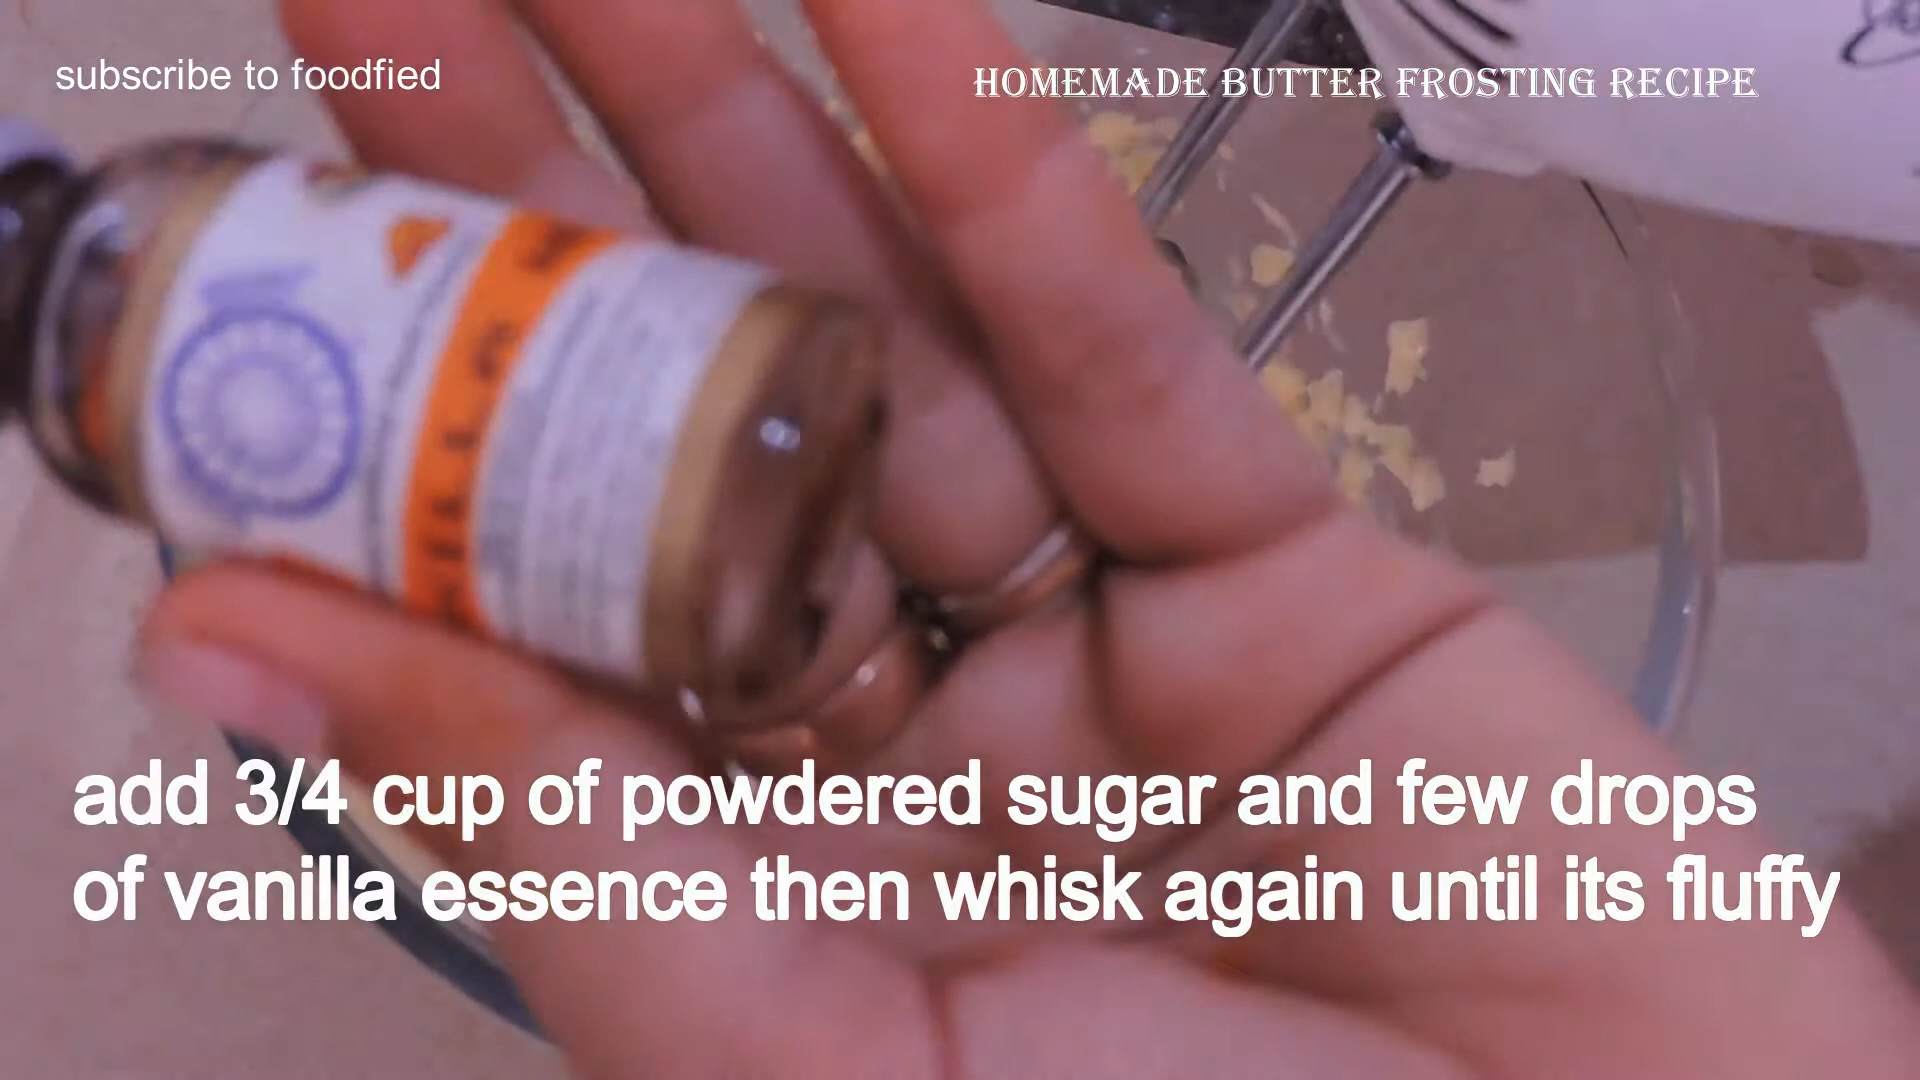 subscribe to foodfied
HOMEMADE BUTTER FROSTING RECIPE
add 3/4 cup of powdered sugar and few drops
of vanilla essence then whisk again until its fluffy